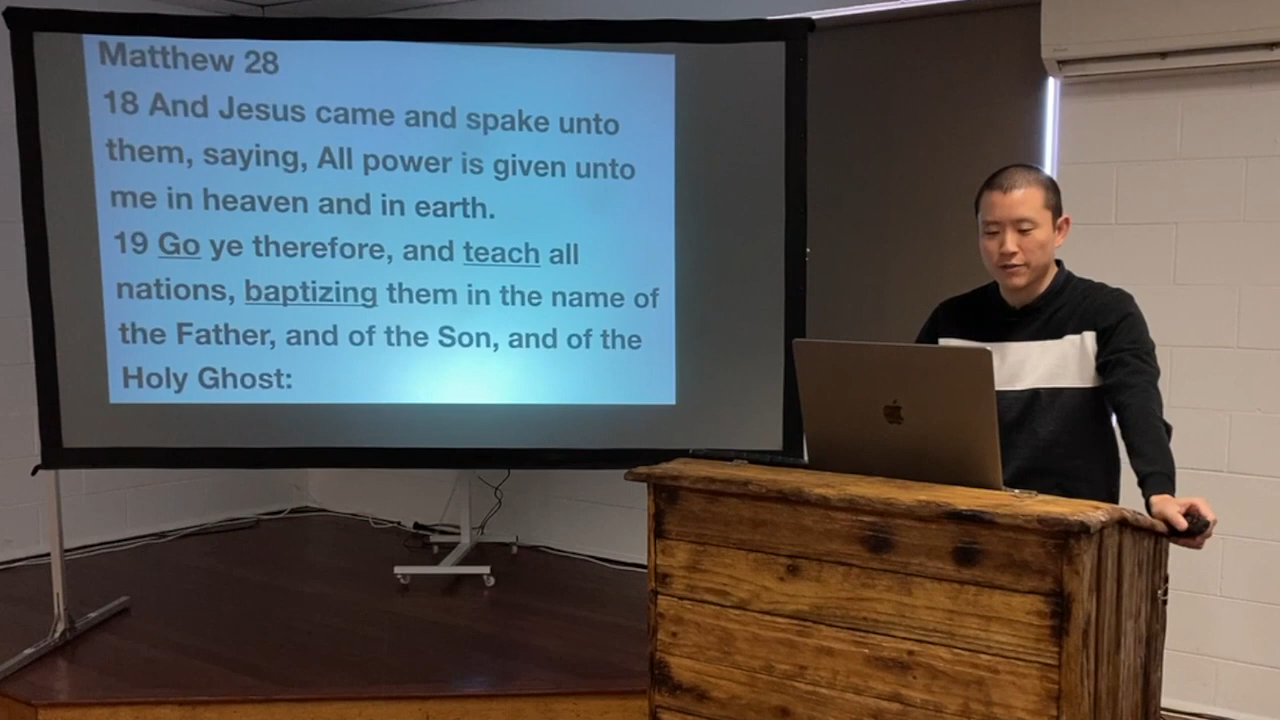 Matthew 28
18 And Jesus came and spake unto
them, saying, All power is given unto
me in heaven and in earth.
19 Go ye therefore, and teach all
nations, baptizing them in the name of
the Father, and of the Son, and of the
Holy Ghost: